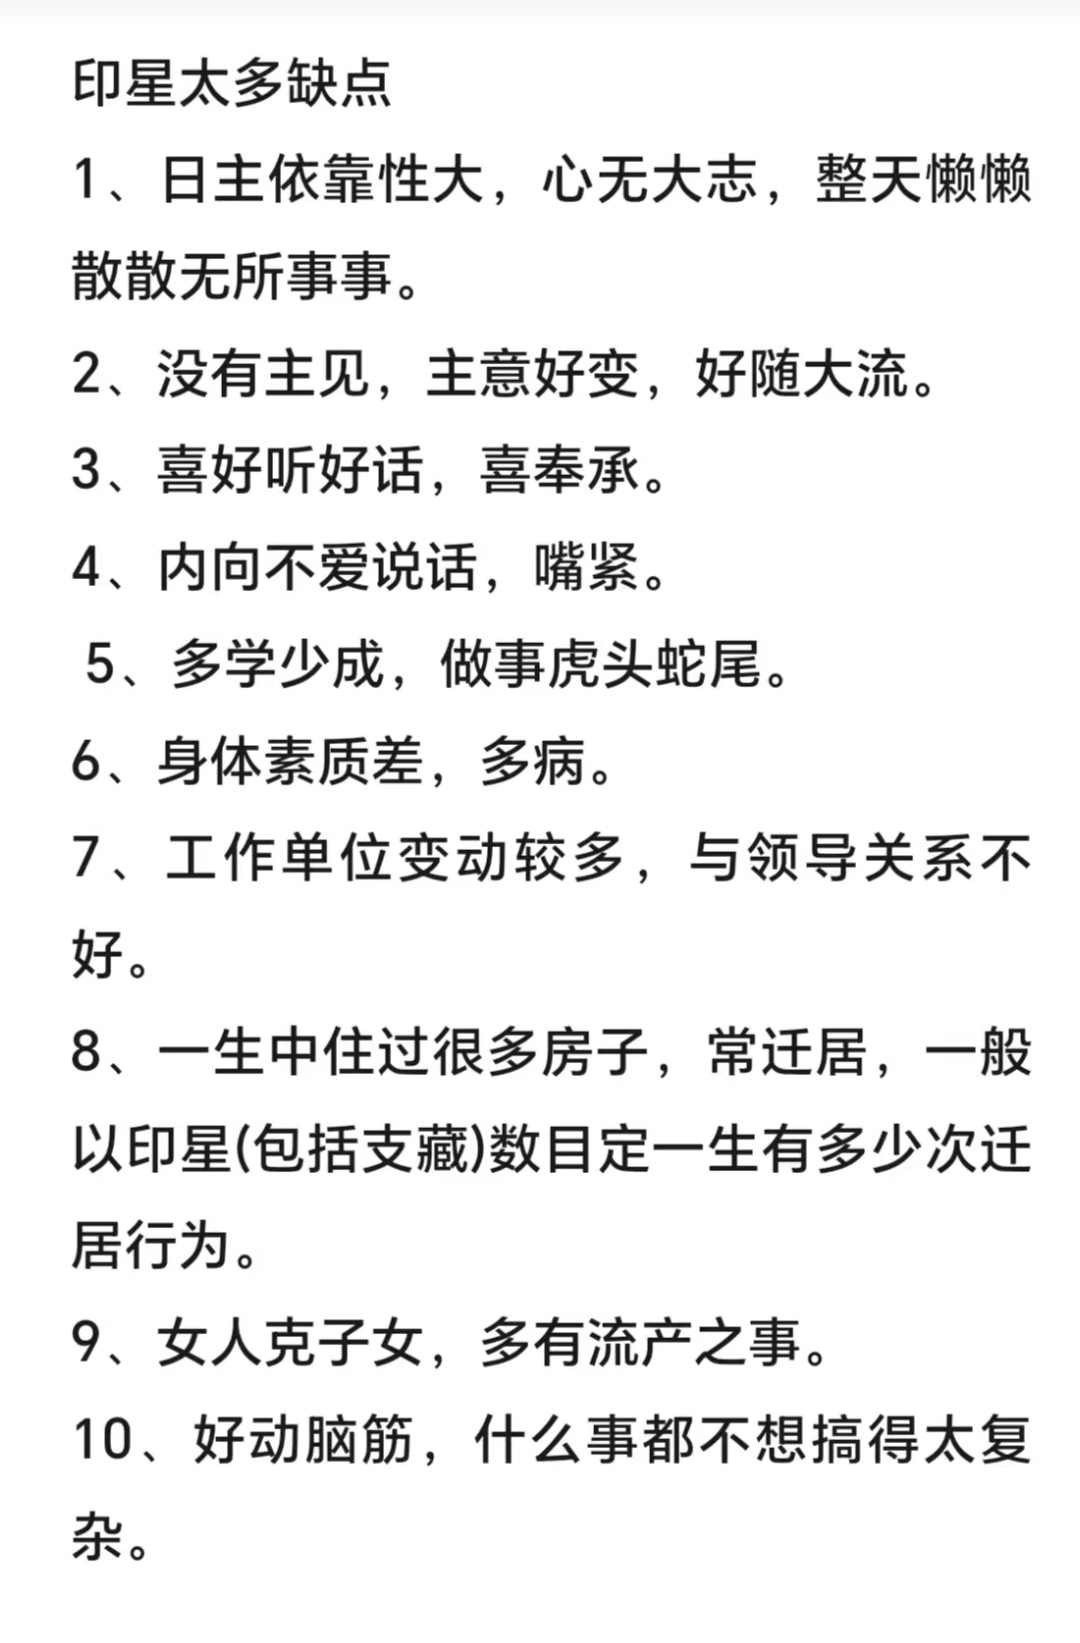 印星太多缺点
1、日主依靠性大，心无大志，整天懒懒
散散无所事事。
2、没有主见，主意好变，好随大流。
3、喜好听好话，喜奉承。
4、内向不爱说话，嘴紧。
5、多学少成，做事虎头蛇尾。
6、身体素质差，多病。
7、工作单位变动较多，与领导关系不
好。
8、一生中住过很多房子，常迁居，一般
以印星(包括支藏)数目定一生有多少次迁
居行为。
9、女人克子女，多有流产之事。
10、好动脑筋，什么事都不想搞得太复
杂。